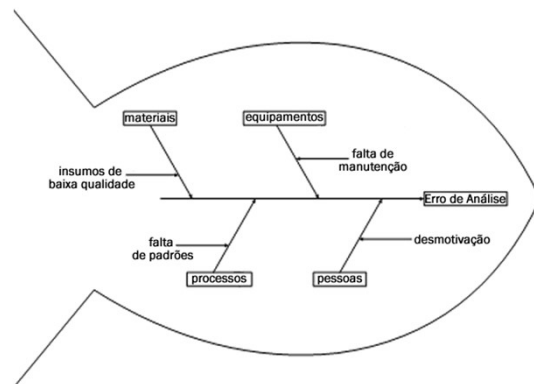 materiais
equipamentos
insumos de
baixa qualidade
falta de
manutenção
Erro de Análise
falta
de padrões
desmotivação
processos
pessoas